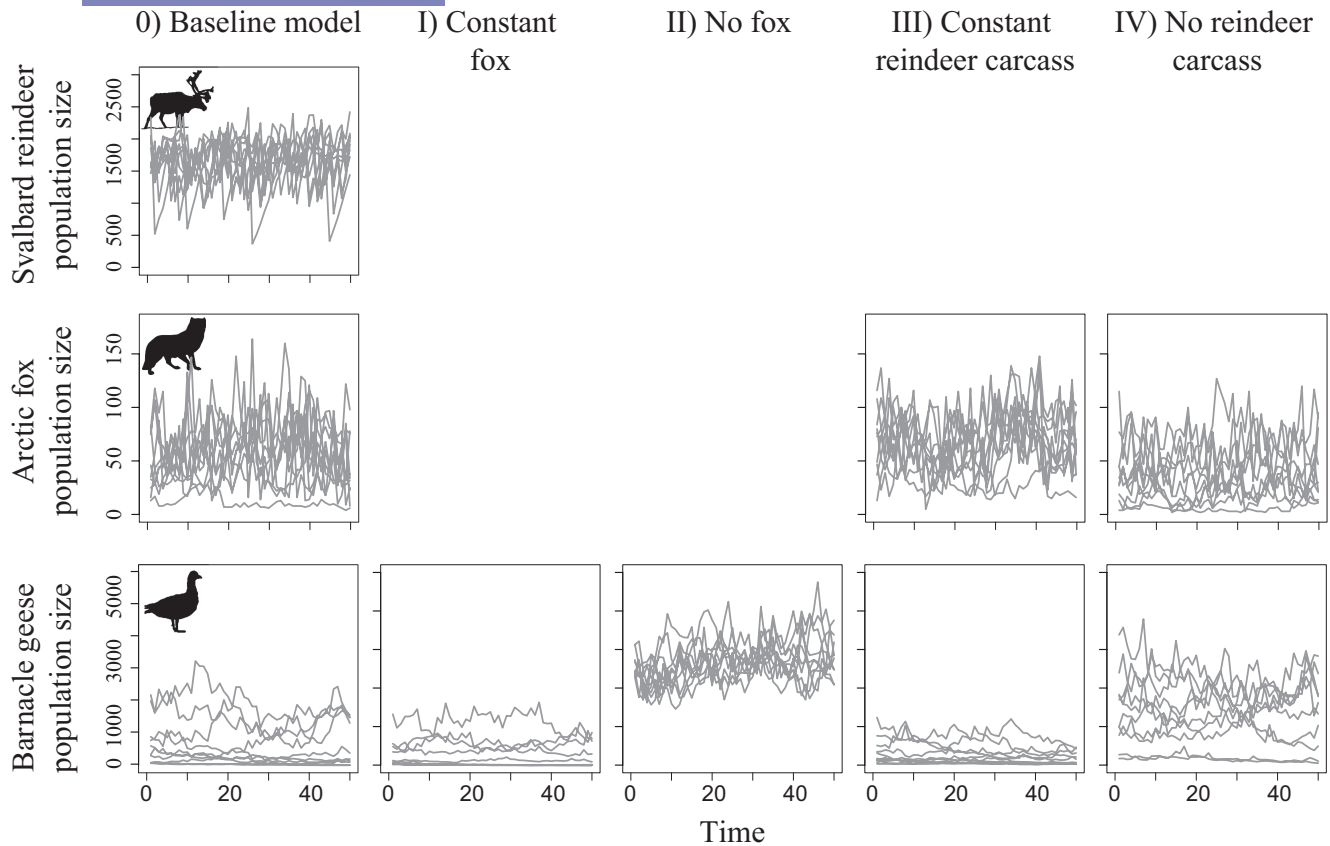 0) Baseline model
I) Constant
fox
II) No fox
III) Constant
reindeer carcass
IV) No reindeer
carcass
Svalbard reindeer
population size
0 500 1500 2500
Arctic fox
population size
0 50 100 150
Barnacle geese
population size
0 1000 3000 5000
0 20 40
0 20 40
0 20 40
0 20 40
0 20 40
Time